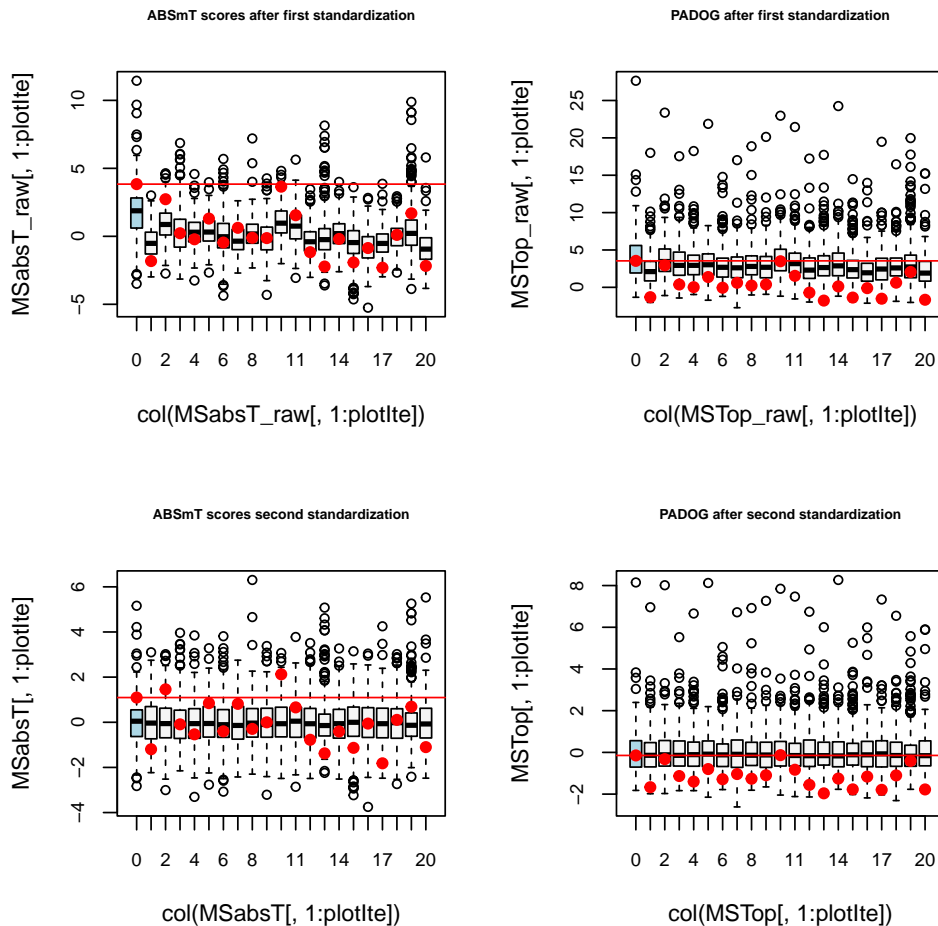 ABSmT scores after first standardization
MSabsT_raw[, 1:plotIte]
10
5
0
−5
0 2 4 6 8 11 14 17 20
col(MSabsT_raw[, 1:plotIte])
PADOG after first standardization
MSTop_raw[, 1:plotIte]
25
20
15
10
5
0
0 2 4 6 8 11 14 17 20
col(MSTop_raw[, 1:plotIte])
ABSmT scores second standardization
MSabsT[, 1:plotIte]
6
4
2
0
−2
−4
0 2 4 6 8 11 14 17 20
col(MSabsT[, 1:plotIte])
PADOG after second standardization
MSTop[, 1:plotIte]
8
6
4
2
0
−2
0 2 4 6 8 11 14 17 20
col(MSTop[, 1:plotIte])